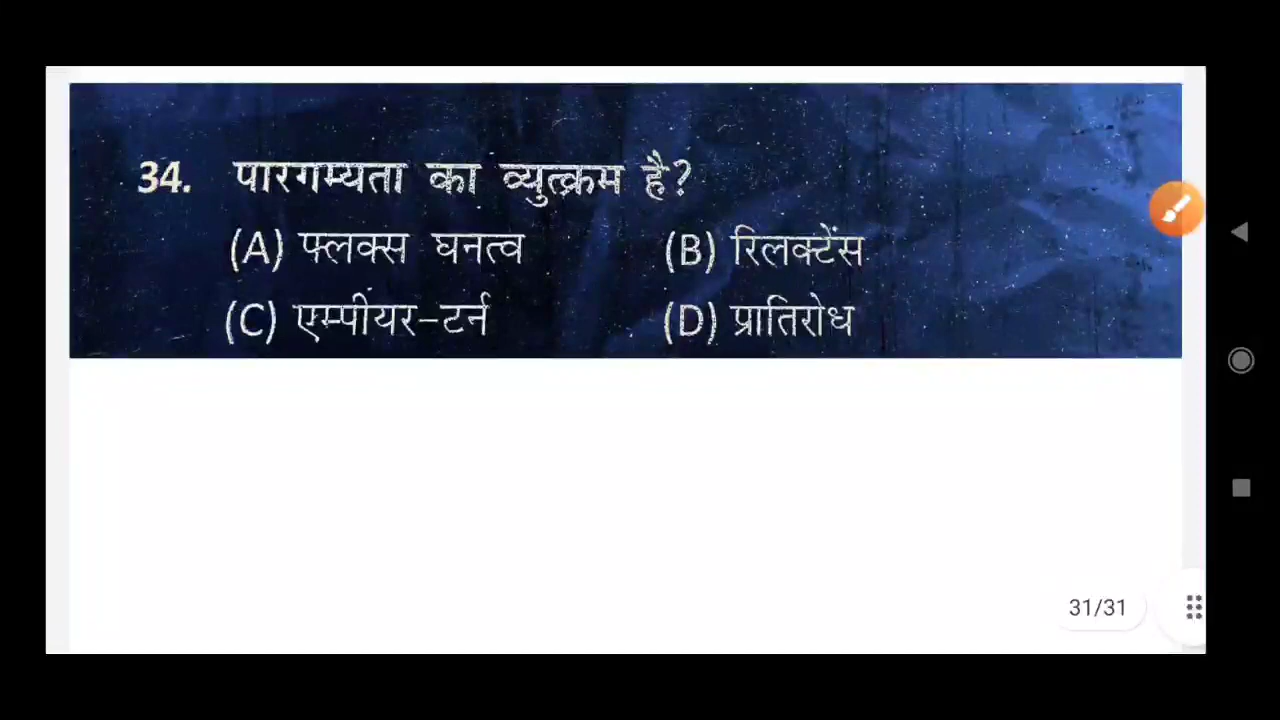 34. पारगम्यता का व्युत्क्रम है?
(A) फ्लक्स घनत्व (B) रिलक्टेंस
(C) एम्पीयर-टर्न (D) प्रातिरोध
31/31